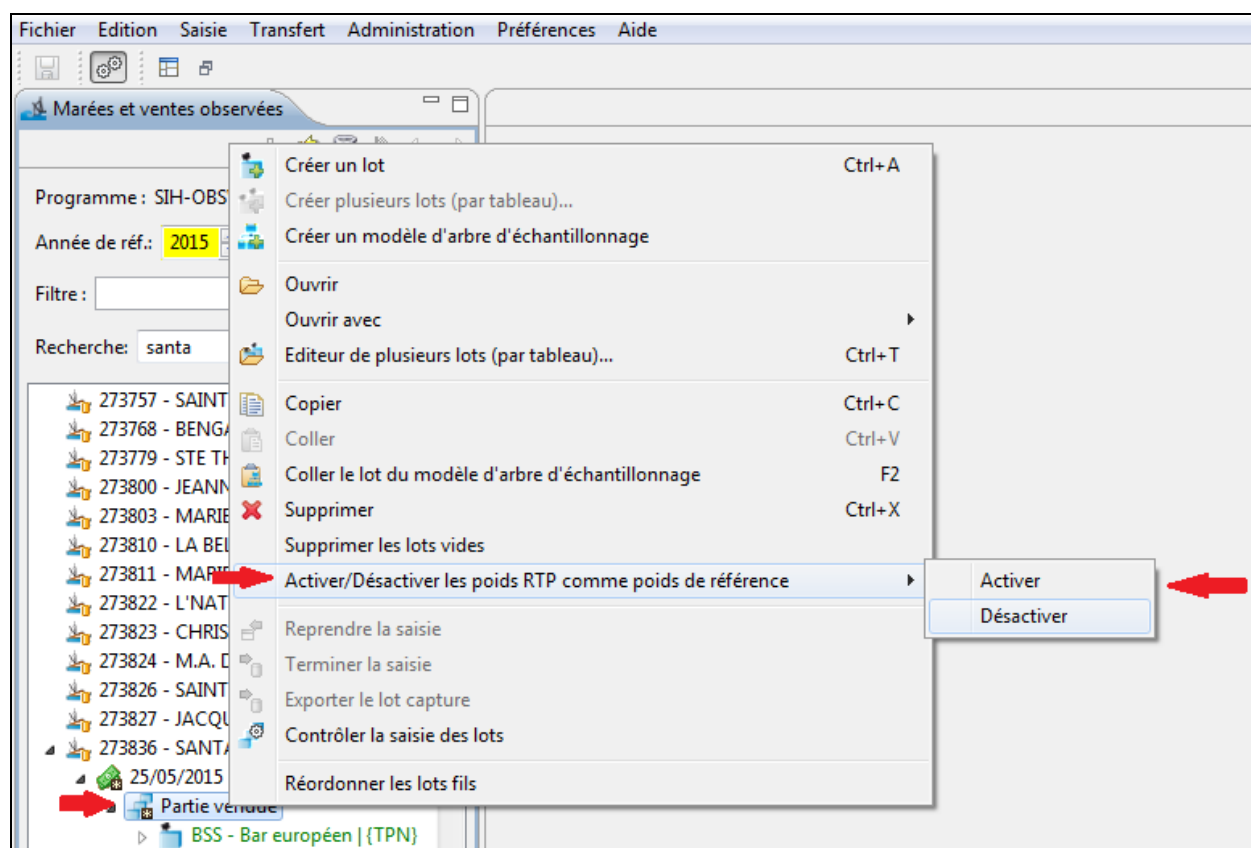 Fichier Edition Saisie Transfert Administration Préférences Aide
Marées et ventes observées
Programme : SIH-OBS
Année de réf.: 2015
Filtre :
Recherche: santa
273757 - SAINT
273768 - BENGA
273779 - STE TH
273800 - JEANN
273803 - MARIE
273810 - LA BEL
273811 - MARIE
273822 - L'NAT
273823 - CHRIS
273824 - M.A. D
273826 - SAINT
273827 - JACQU
273836 - SANTA
25/05/2015
Partie vendue
BSS - Bar européen | {TPN}
Créer un lot Ctrl+A
Créer plusieurs lots (par tableau)...
Créer un modèle d'arbre d'échantillonnage
Ouvrir
Ouvrir avec
Editeur de plusieurs lots (par tableau)... Ctrl+T
Copier Ctrl+C
Coller Ctrl+V
Coller le lot du modèle d'arbre d'échantillonnage F2
Supprimer Ctrl+X
Supprimer les lots vides
Activer/Désactiver les poids RTP comme poids de référence
Reprendre la saisie
Terminer la saisie
Exporter le lot capture
Contrôler la saisie des lots
Réordonner les lots fils
Activer
Désactiver